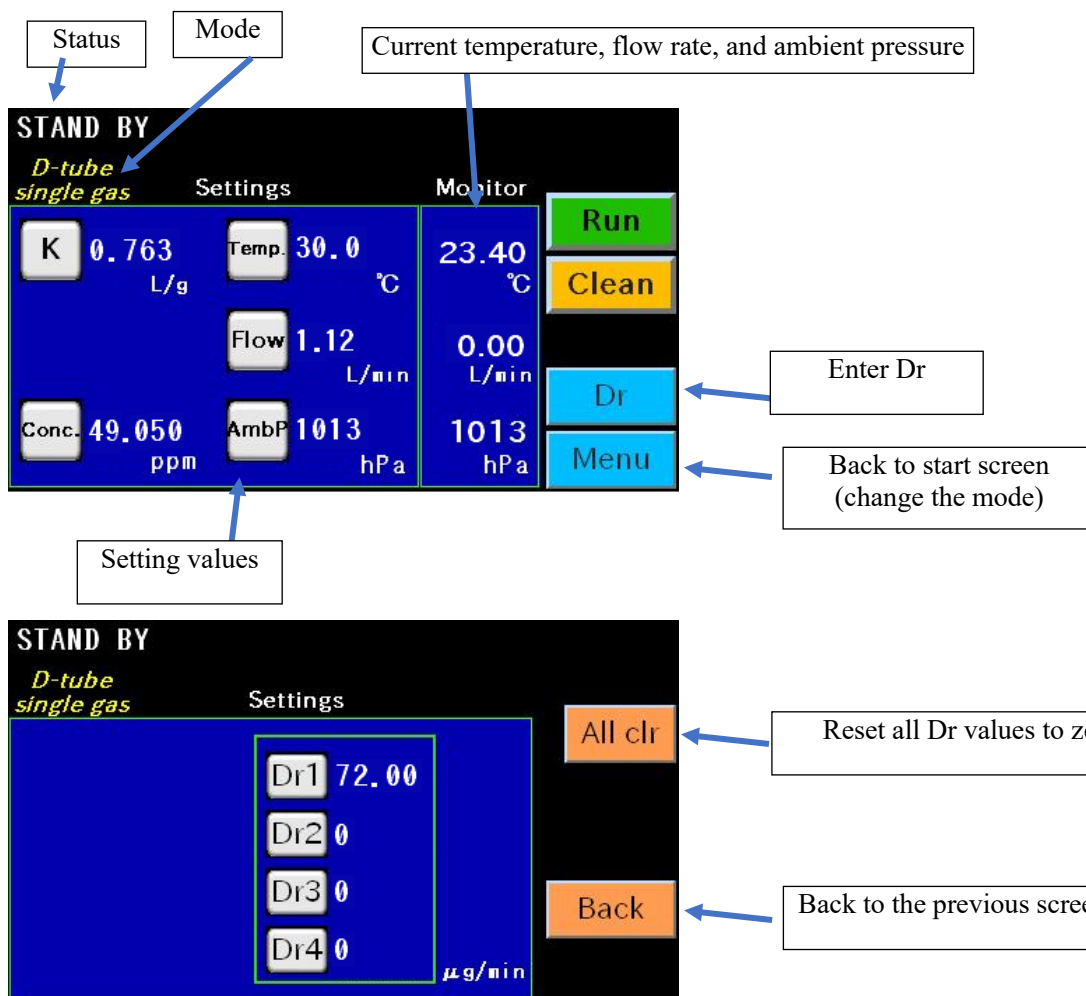 Status
Mode
Current temperature, flow rate, and ambient pressure
STAND BY
D-tube
single gas
Settings
Monitor
K 0.763
L/g
Temp. 30.0
℃
23.40
℃
Run
Clean
Flow 1.12
L/min
0.00
L/min
Conc. 49.050
ppm
AmbP 1013
hPa
1013
hPa
Dr
Menu
Enter Dr
Back to start screen
(change the mode)
Setting values
STAND BY
D-tube
single gas
Settings
Dr1 72.00
Dr2 0
Dr3 0
Dr4 0
μg/min
All clr
Back
Reset all Dr values to ze
Back to the previous scree